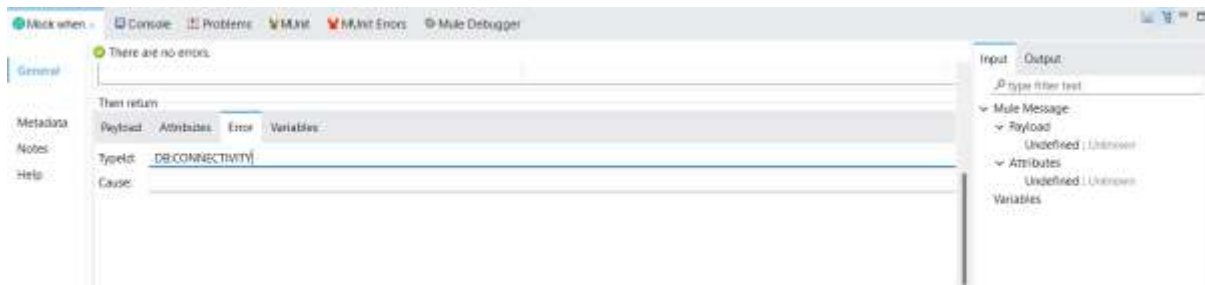 Mock when Console Problems MUnit MUnit Errors Mule Debugger
There are no errors.
General
Then return
Metadata
Payload Attributes Error Variables
Notes
TypeId: DB:CONNECTIVITY
Help
Cause:
Input Output
type filter text
Mule Message
Payload
Undefined : Unknown
Attributes
Undefined : Unknown
Variables